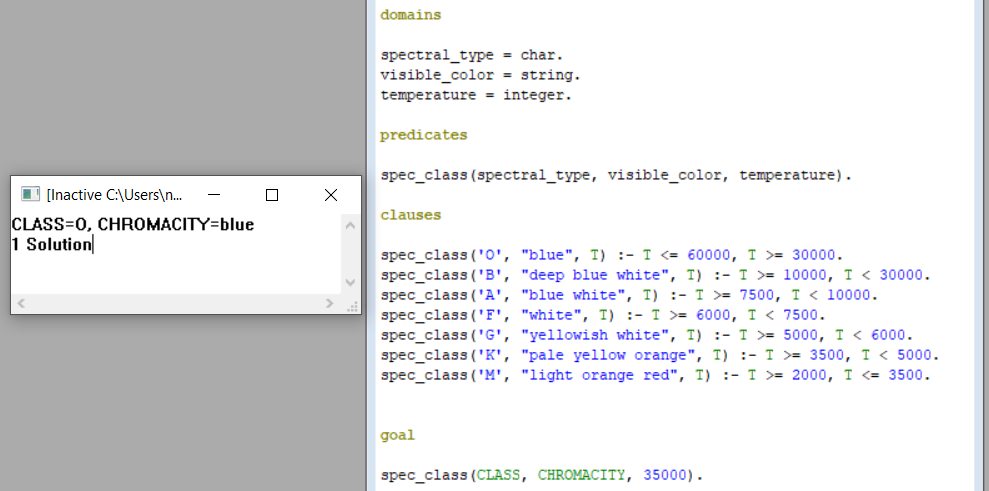 [Inactive C:\Users\n...
CLASS=O, CHROMACITY=blue
1 Solution
domains
spectral_type = char.
visible_color = string.
temperature = integer.
predicates
spec_class(spectral_type, visible_color, temperature).
clauses
spec_class('O', "blue", T) :- T <= 60000, T >= 30000.
spec_class('B', "deep blue white", T) :- T >= 10000, T < 30000.
spec_class('A', "blue white", T) :- T >= 7500, T < 10000.
spec_class('F', "white", T) :- T >= 6000, T < 7500.
spec_class('G', "yellowish white", T) :- T >= 5000, T < 6000.
spec_class('K', "pale yellow orange", T) :- T >= 3500, T < 5000.
spec_class('M', "light orange red", T) :- T >= 2000, T <= 3500.
goal
spec_class(CLASS, CHROMACITY, 35000).